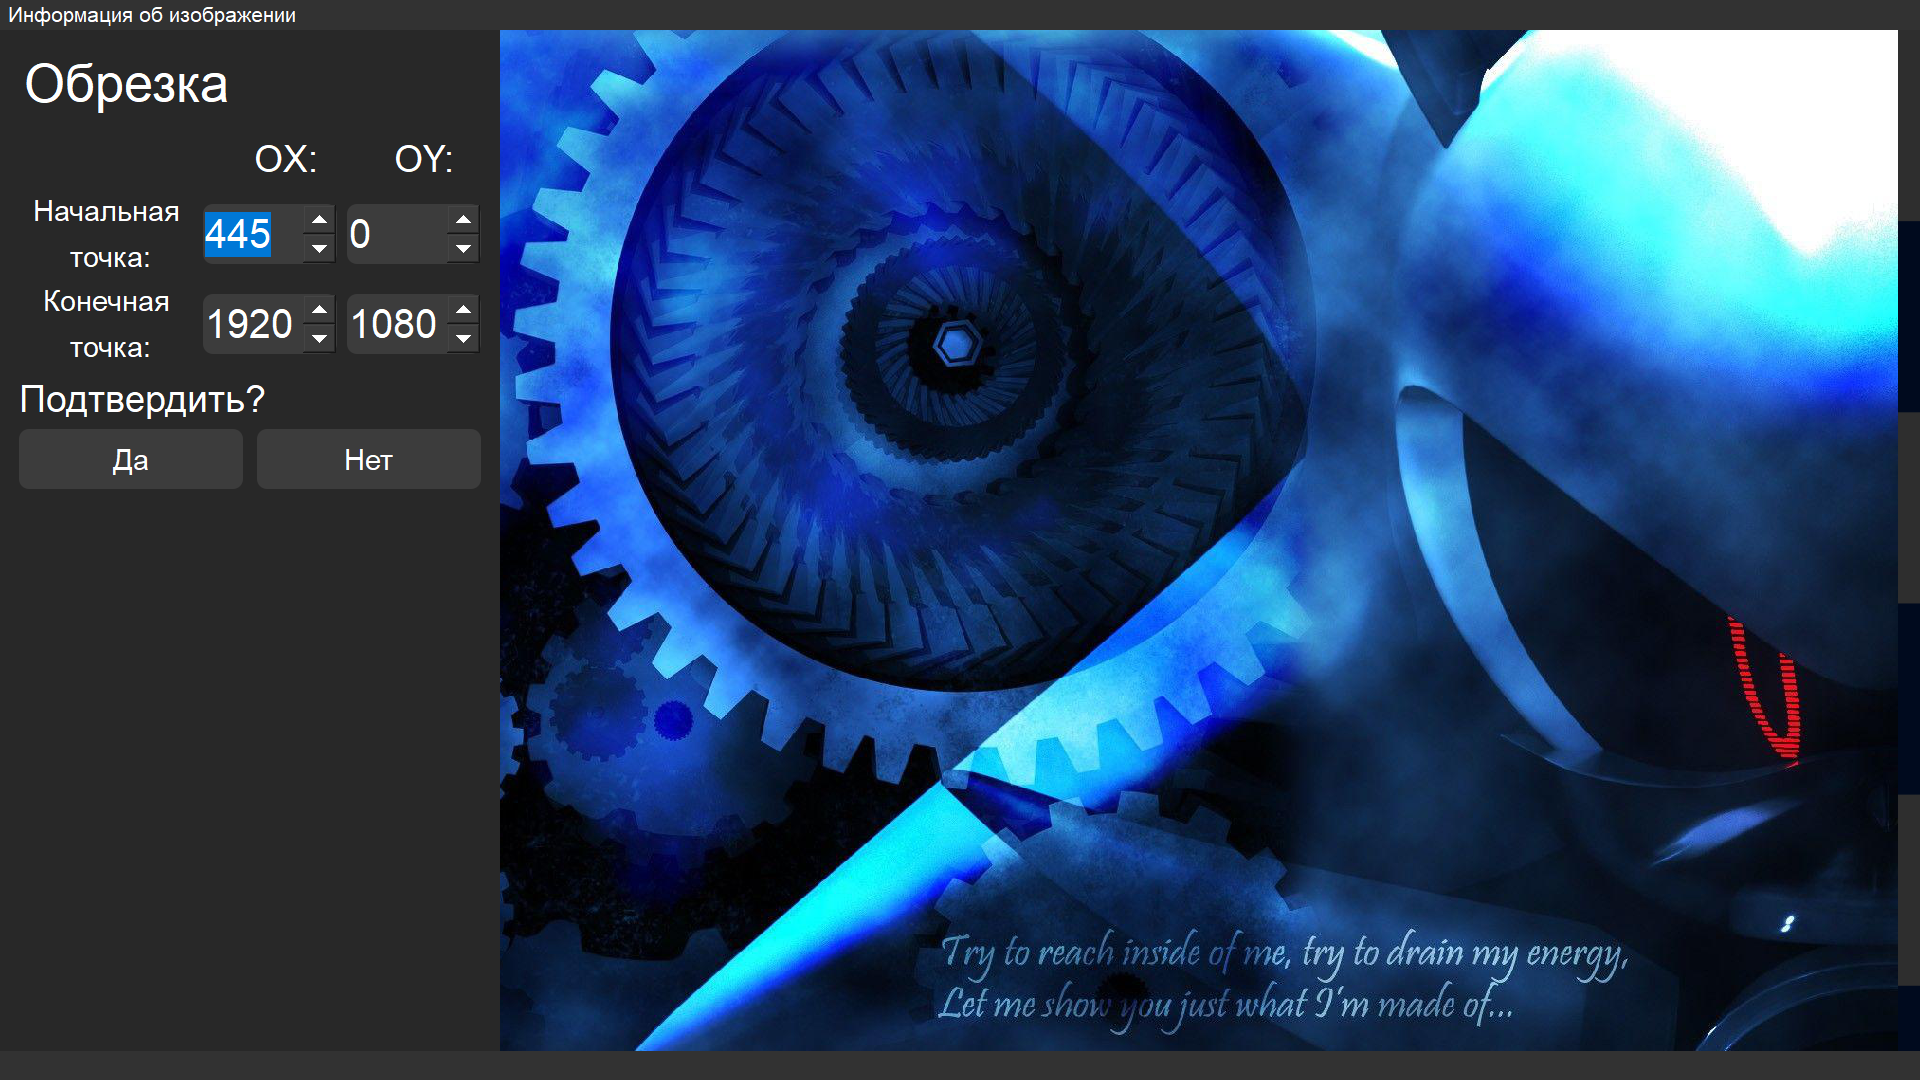 Информация об изображении
Обрезка
OX: OY:
Начальная
точка:
445 0
Конечная
точка:
1920 1080
Подтвердить?
Да Нет
Try to reach inside of me, try to drain my energy,
Let me show you just what I'm made of...